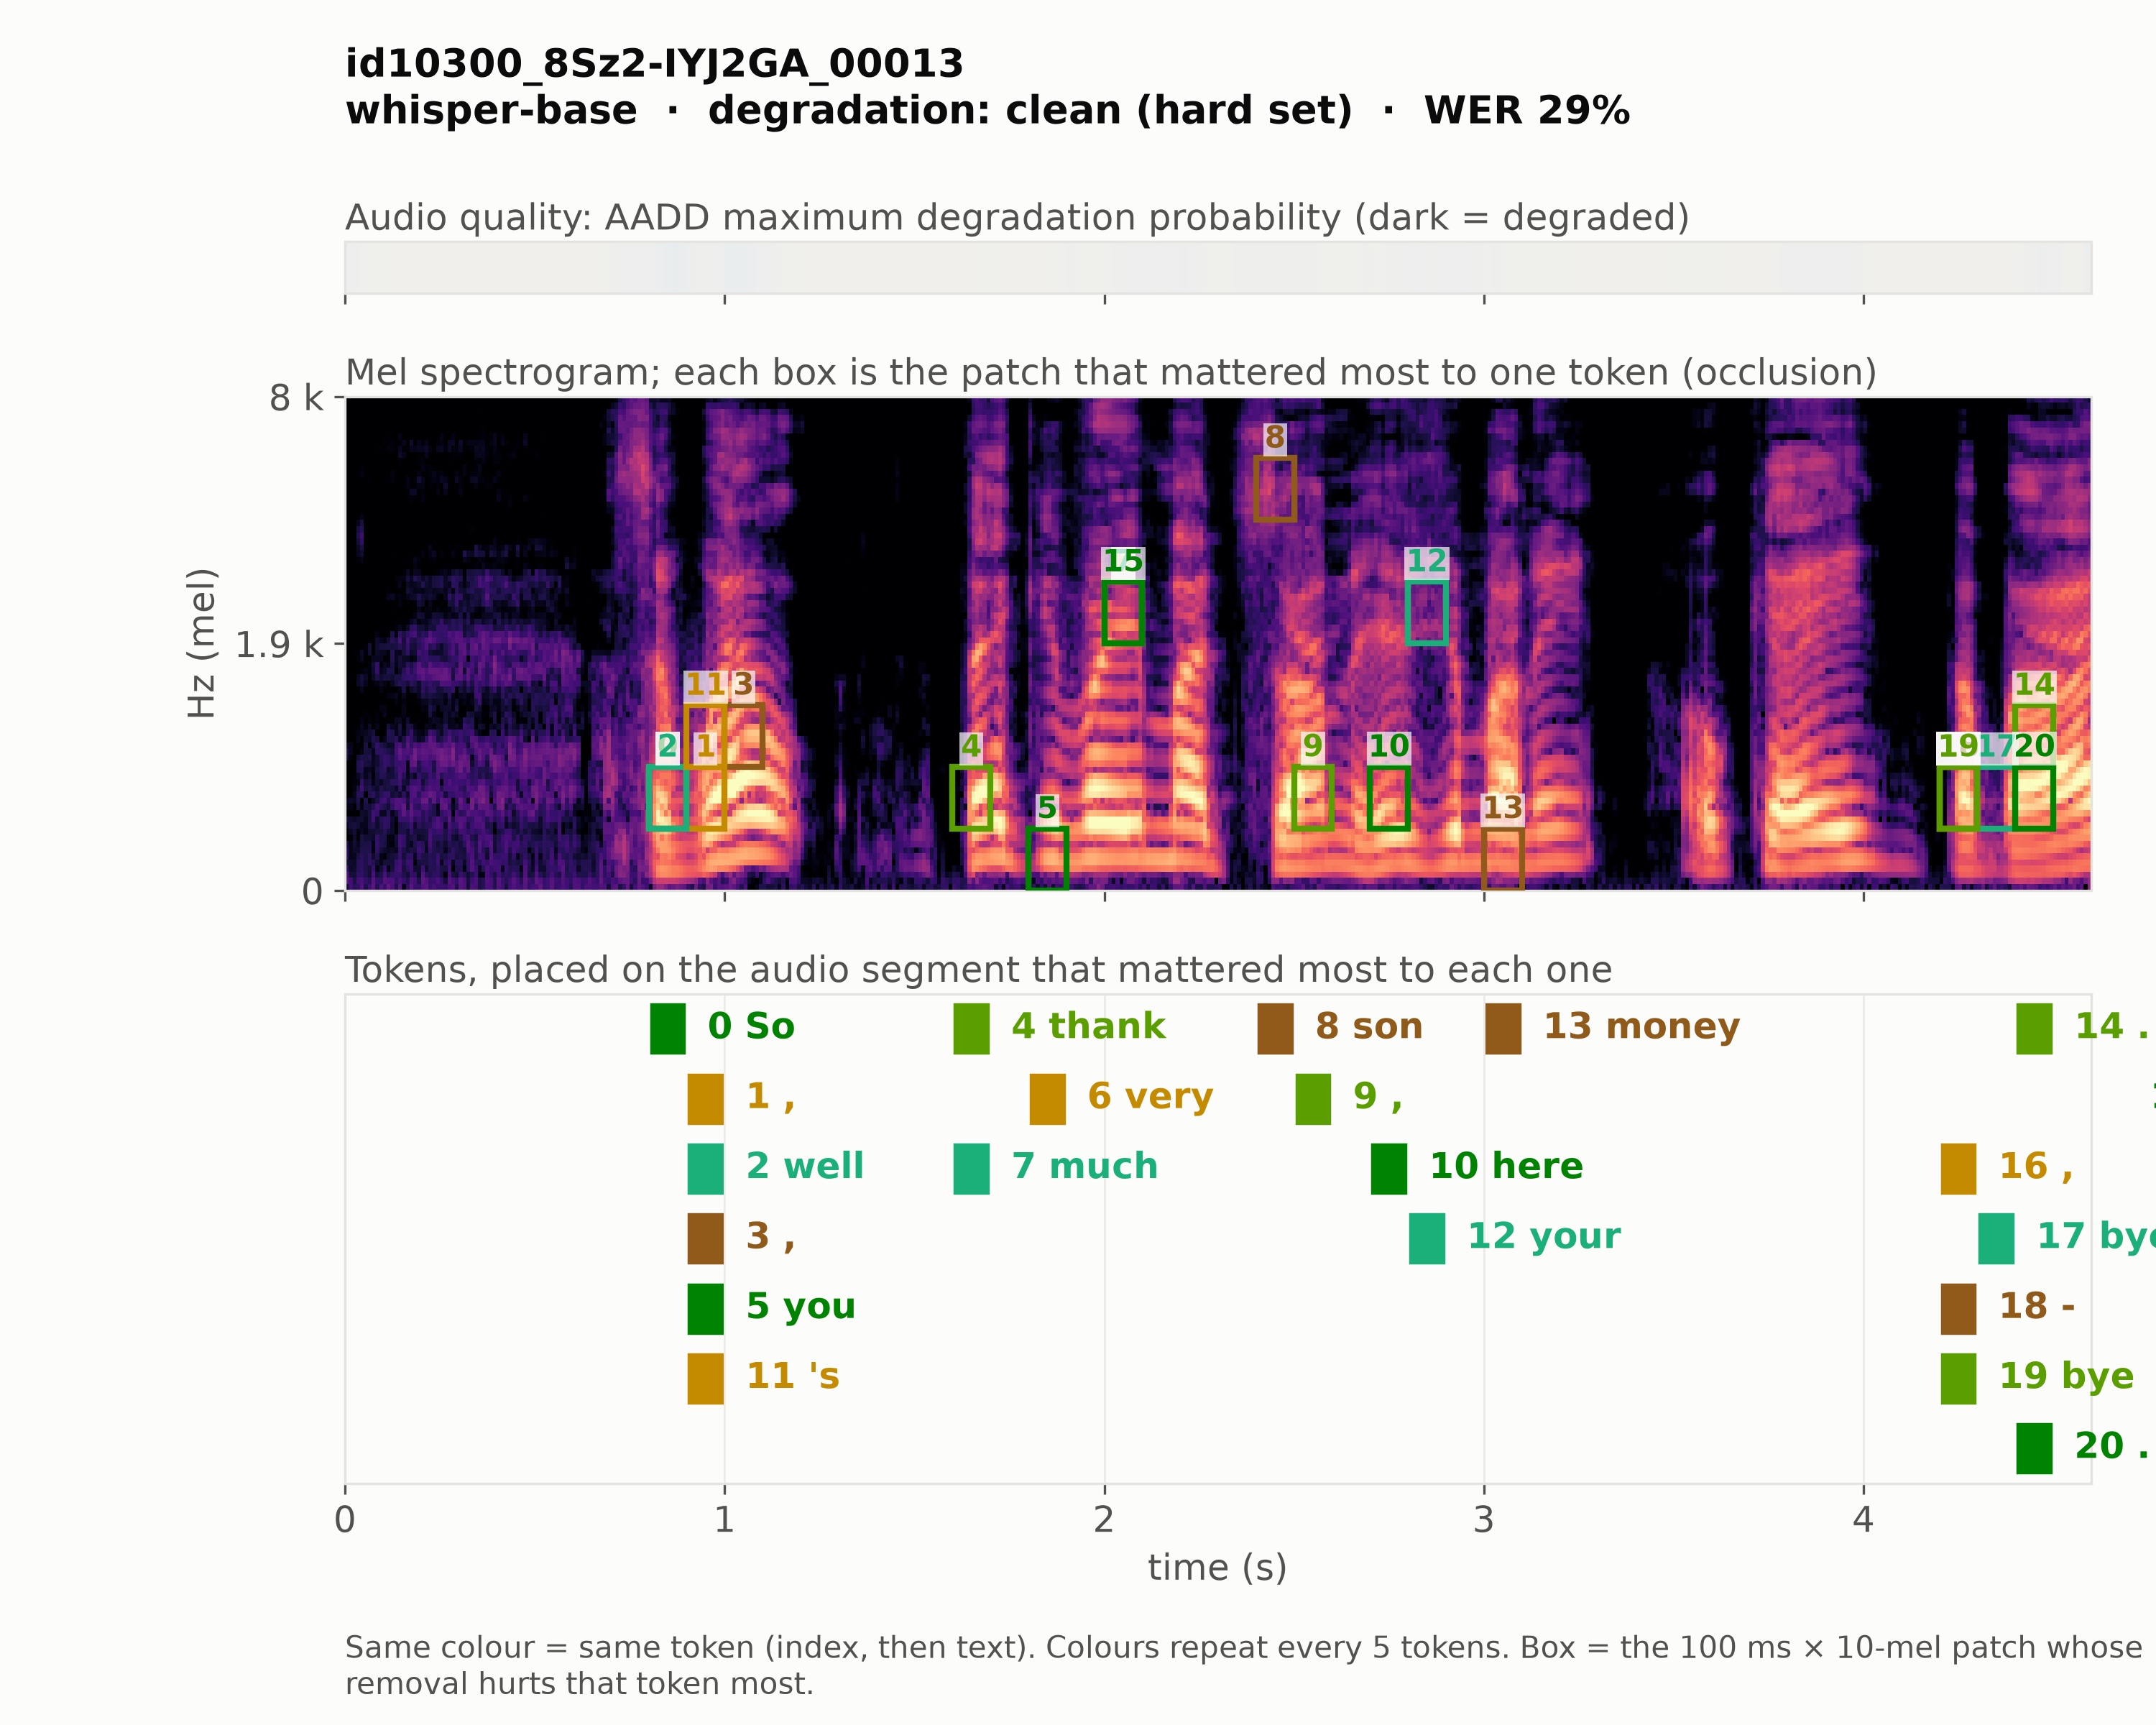 id10300_8Sz2-IYJ2GA_00013
whisper-base · degradation: clean (hard set) · WER 29%
Audio quality: AADD maximum degradation probability (dark = degraded)
Mel spectrogram; each box is the patch that mattered most to one token (occlusion)
8 k
1.9 k
0
Hz (mel)
8
15
12
11 3
14
2 1
4
9
10
19 17 20
5
13
Tokens, placed on the audio segment that mattered most to each one
0 So
4 thank
8 son
13 money
14 .
1 ,
6 very
9 ,
2 well
7 much
10 here
16 ,
3 ,
12 your
17 bye
5 you
18 -
11 's
19 bye
20 .
0 1 2 3 4
time (s)
Same colour = same token (index, then text). Colours repeat every 5 tokens. Box = the 100 ms × 10-mel patch whose
removal hurts that token most.